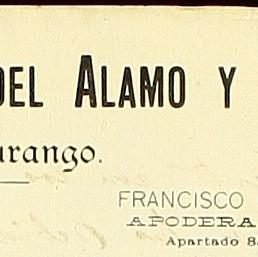 DEL ALAMO Y
urango.
FRANCISCO
APODERA
Apartado 8